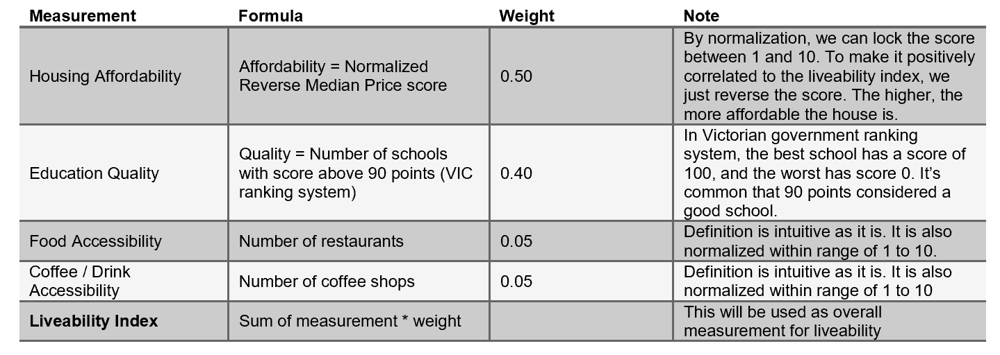 Measurement Formula Weight Note
Housing Affordability
Affordability = Normalized
Reverse Median Price score
0.50
By normalization, we can lock the score
between 1 and 10. To make it positively
correlated to the liveability index, we
just reverse the score. The higher, the
more affordable the house is.
Education Quality
Quality = Number of schools
with score above 90 points (VIC
ranking system)
0.40
In Victorian government ranking
system, the best school has a score of
100, and the worst has score 0. It’s
common that 90 points considered a
good school.
Food Accessibility
Number of restaurants
0.05
Definition is intuitive as it is. It is also
normalized within range of 1 to 10.
Coffee / Drink
Accessibility
Number of coffee shops
0.05
Definition is intuitive as it is. It is also
normalized within range of 1 to 10
Liveability Index
Sum of measurement * weight
This will be used as overall
measurement for liveability